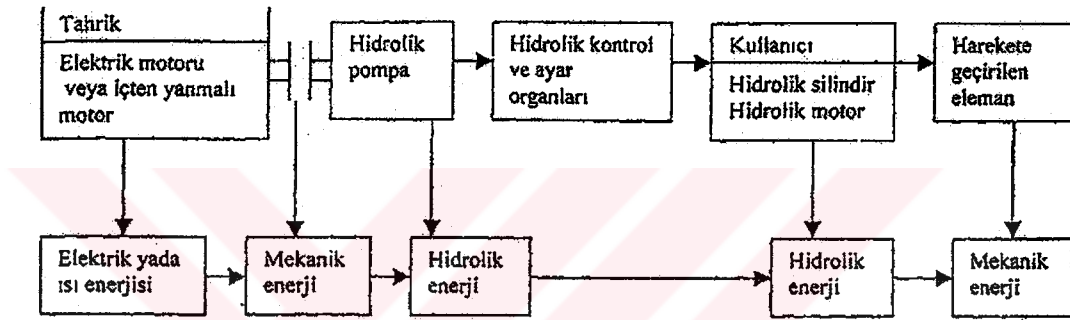 Tahrik
Elektrik motoru
veya İçten yanmalı
motor
Hidrolik
pompa
Hidrolik kontrol
ve ayar
organları
Kullanıcı
Hidrolik silindir
Hidrolik motor
Harekete
geçirilen
eleman
Elektrik yada
ısı enerjisi
Mekanik
enerji
Hidrolik
enerji
Hidrolik
enerji
Mekanik
enerji